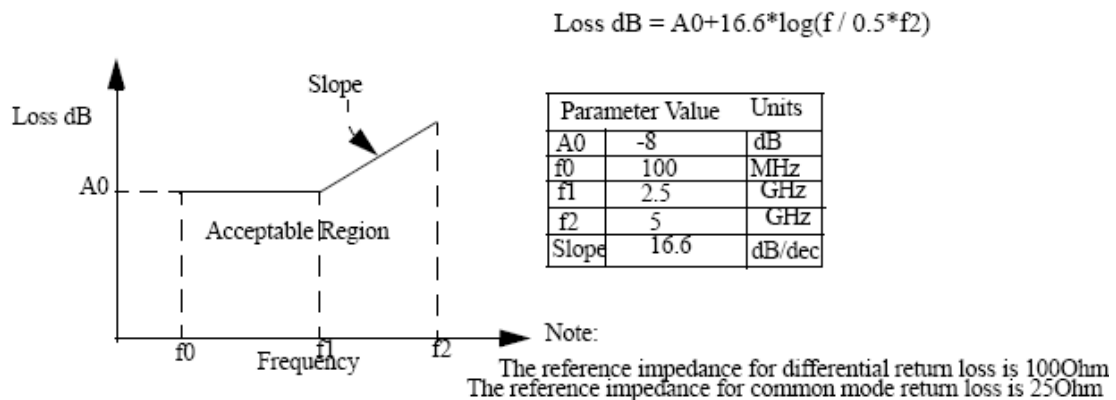 Loss dB = A0+16.6*log(f / 0.5*f2)
Slope
Loss dB
A0
Acceptable Region
f0
f1
f2
Frequency
Parameter Value Units
A0 -8 dB
f0 100 MHz
f1 2.5 GHz
f2 5 GHz
Slope 16.6 dB/dec
Note:
The reference impedance for differential return loss is 100Ohm
The reference impedance for common mode return loss is 25Ohm